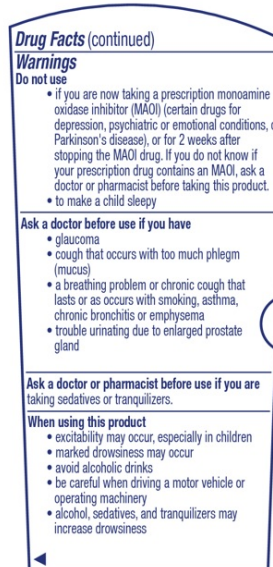 Drug Facts (continued)
Warnings
Do not use
• if you are now taking a prescription monoamine
oxidase inhibitor (MAOI) (certain drugs for
depression, psychiatric or emotional conditions,
Parkinson's disease), or for 2 weeks after
stopping the MAOI drug. If you do not know if
your prescription drug contains an MAOI, ask a
doctor or pharmacist before taking this product.
• to make a child sleepy
Ask a doctor before use if you have
• glaucoma
• cough that occurs with too much phlegm
(mucus)
• a breathing problem or chronic cough that
lasts or as occurs with smoking, asthma,
chronic bronchitis or emphysema
• trouble urinating due to enlarged prostate
gland
Ask a doctor or pharmacist before use if you are
taking sedatives or tranquilizers.
When using this product
• excitability may occur, especially in children
• marked drowsiness may occur
• avoid alcoholic drinks
• be careful when driving a motor vehicle or
operating machinery
• alcohol, sedatives, and tranquilizers may
increase drowsiness